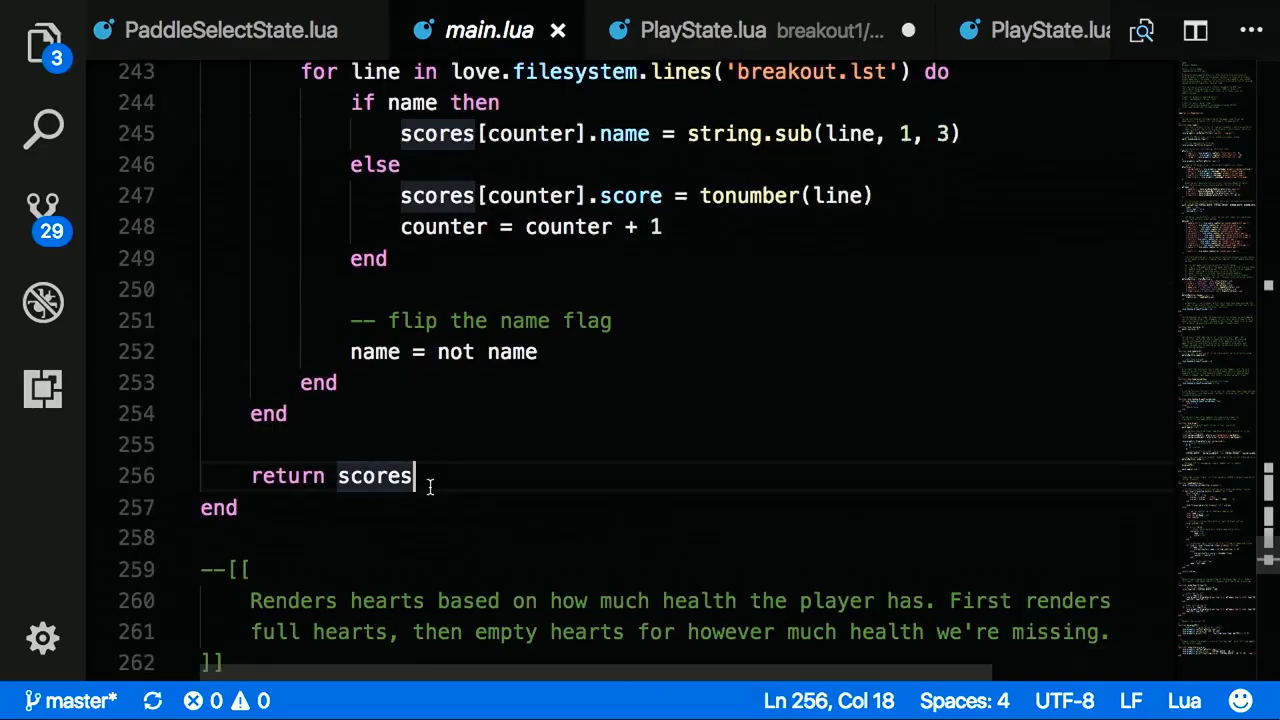 PaddleSelectState.lua main.lua PlayState.lua breakout1/... PlayState.lua
3
29
243 for line in love.filesystem.lines('breakout.lst') do
244 if name then
245 scores[counter].name = string.sub(line, 1, 3)
246 else
247 scores[counter].score = tonumber(line)
248 counter = counter + 1
249 end
250
251 -- flip the name flag
252 name = not name
253 end
254 end
255
256 return scores
257 end
258
259 --[[
260 Renders hearts based on how much health the player has. First renders
261 full hearts, then empty hearts for however much health we're missing.
262 ]]
master* 0 0 Ln 256, Col 18 Spaces: 4 UTF-8 LF Lua